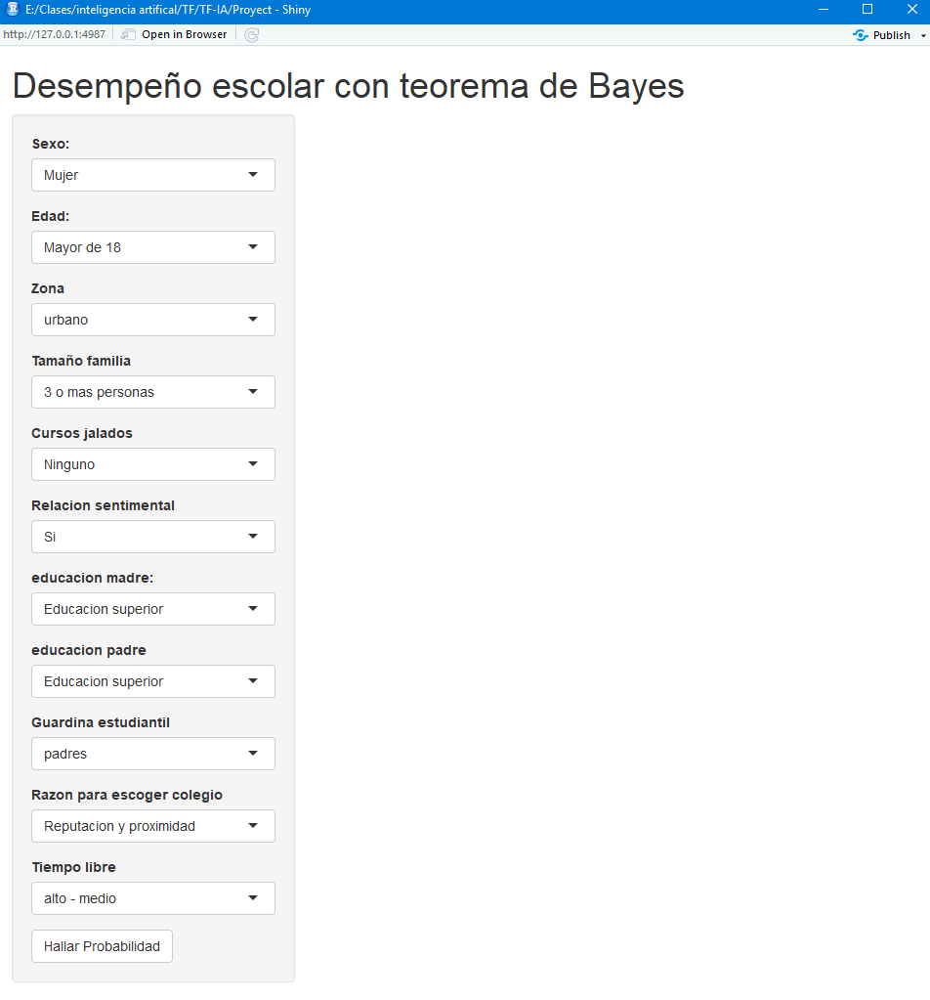 E:/Clases/inteligencia artifical/TF/TF-IA/Proyect - Shiny
http://127.0.0.1:4987 Open in Browser Publish
Desempeño escolar con teorema de Bayes
Sexo:
Mujer
Edad:
Mayor de 18
Zona
urbano
Tamaño familia
3 o mas personas
Cursos jalados
Ninguno
Relacion sentimental
Si
educacion madre:
Educacion superior
educacion padre
Educacion superior
Guardina estudiantil
padres
Razon para escoger colegio
Reputacion y proximidad
Tiempo libre
alto - medio
Hallar Probabilidad